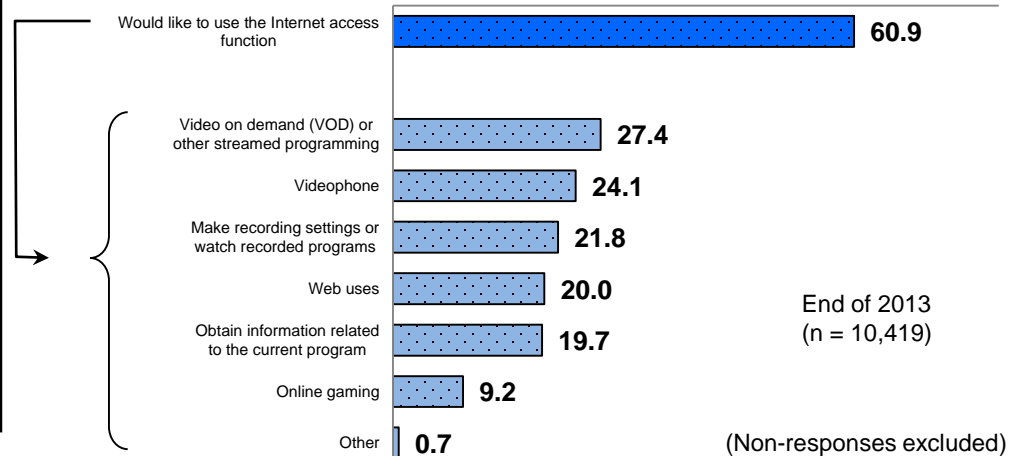 Would like to use the Internet access
function
60.9
Video on demand (VOD) or
other streamed programming
27.4
Videophone
24.1
Make recording settings or
watch recorded programs
21.8
Web uses
20.0
Obtain information related
to the current program
19.7
Online gaming
9.2
Other
0.7
End of 2013
(n = 10,419)
(Non-responses excluded)